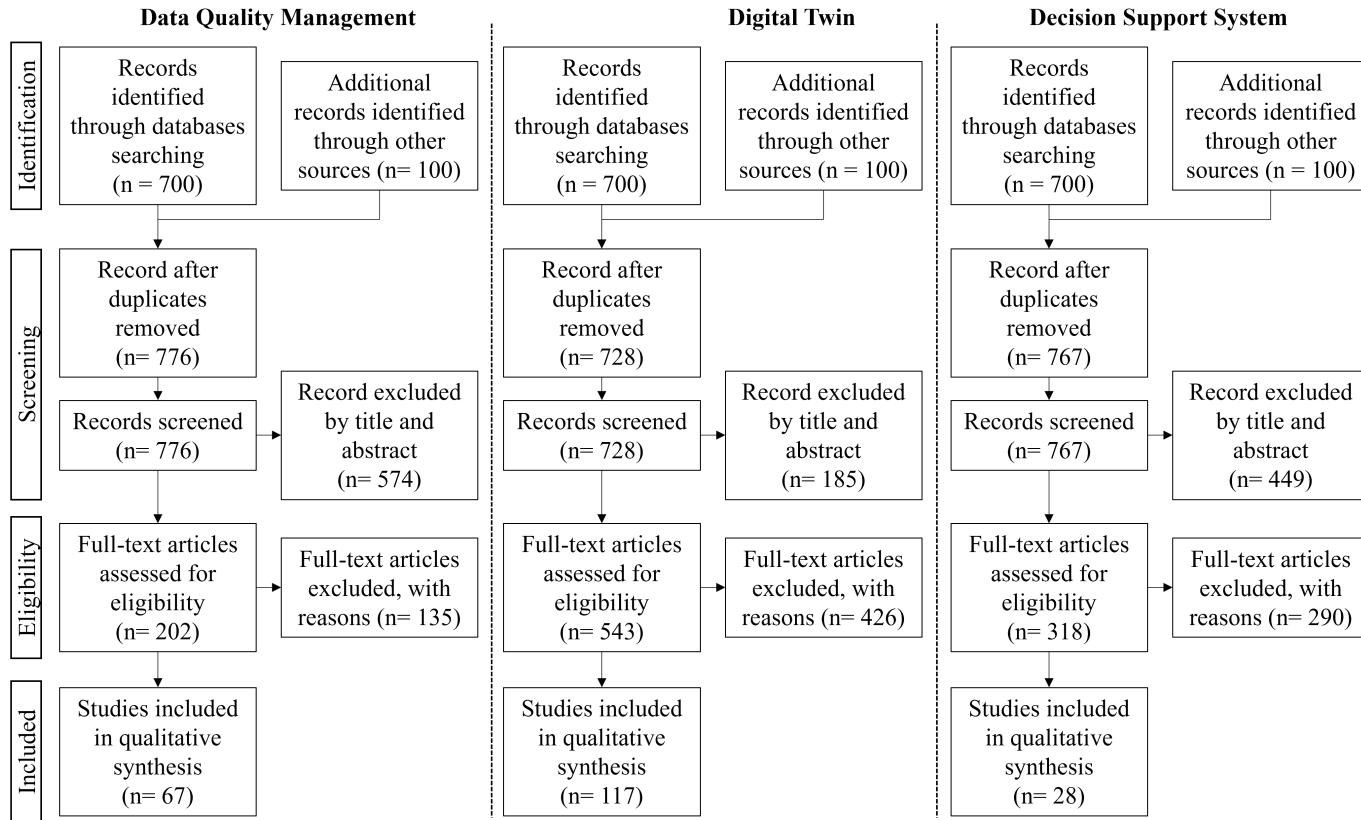 Data Quality Management
Digital Twin
Decision Support System
Identification
Records
identified
through databases
searching
(n = 700)
Additional
records identified
through other
sources (n= 100)
Records
identified
through databases
searching
(n = 700)
Additional
records identified
through other
sources (n = 100)
Records
identified
through databases
searching
(n = 700)
Additional
records identified
through other
sources (n = 100)
Screening
Record after
duplicates
removed
(n= 776)
Records screened
(n= 776)
Record excluded
by title and
abstract
(n= 574)
Record after
duplicates
removed
(n= 728)
Records screened
(n= 728)
Record excluded
by title and
abstract
(n= 185)
Record after
duplicates
removed
(n= 767)
Records screened
(n= 767)
Record excluded
by title and
abstract
(n= 449)
Eligibility
Full-text articles
assessed for
eligibility
(n= 202)
Full-text articles
excluded, with
reasons (n= 135)
Full-text articles
assessed for
eligibility
(n= 543)
Full-text articles
excluded, with
reasons (n= 426)
Full-text articles
assessed for
eligibility
(n= 318)
Full-text articles
excluded, with
reasons (n= 290)
Included
Studies included
in qualitative
synthesis
(n= 67)
Studies included
in qualitative
synthesis
(n= 117)
Studies included
in qualitative
synthesis
(n= 28)